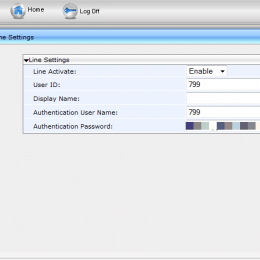 Home Log Off
ne Settings
Line Settings
Line Activate: Enable
User ID: 799
Display Name:
Authentication User Name: 799
Authentication Password: